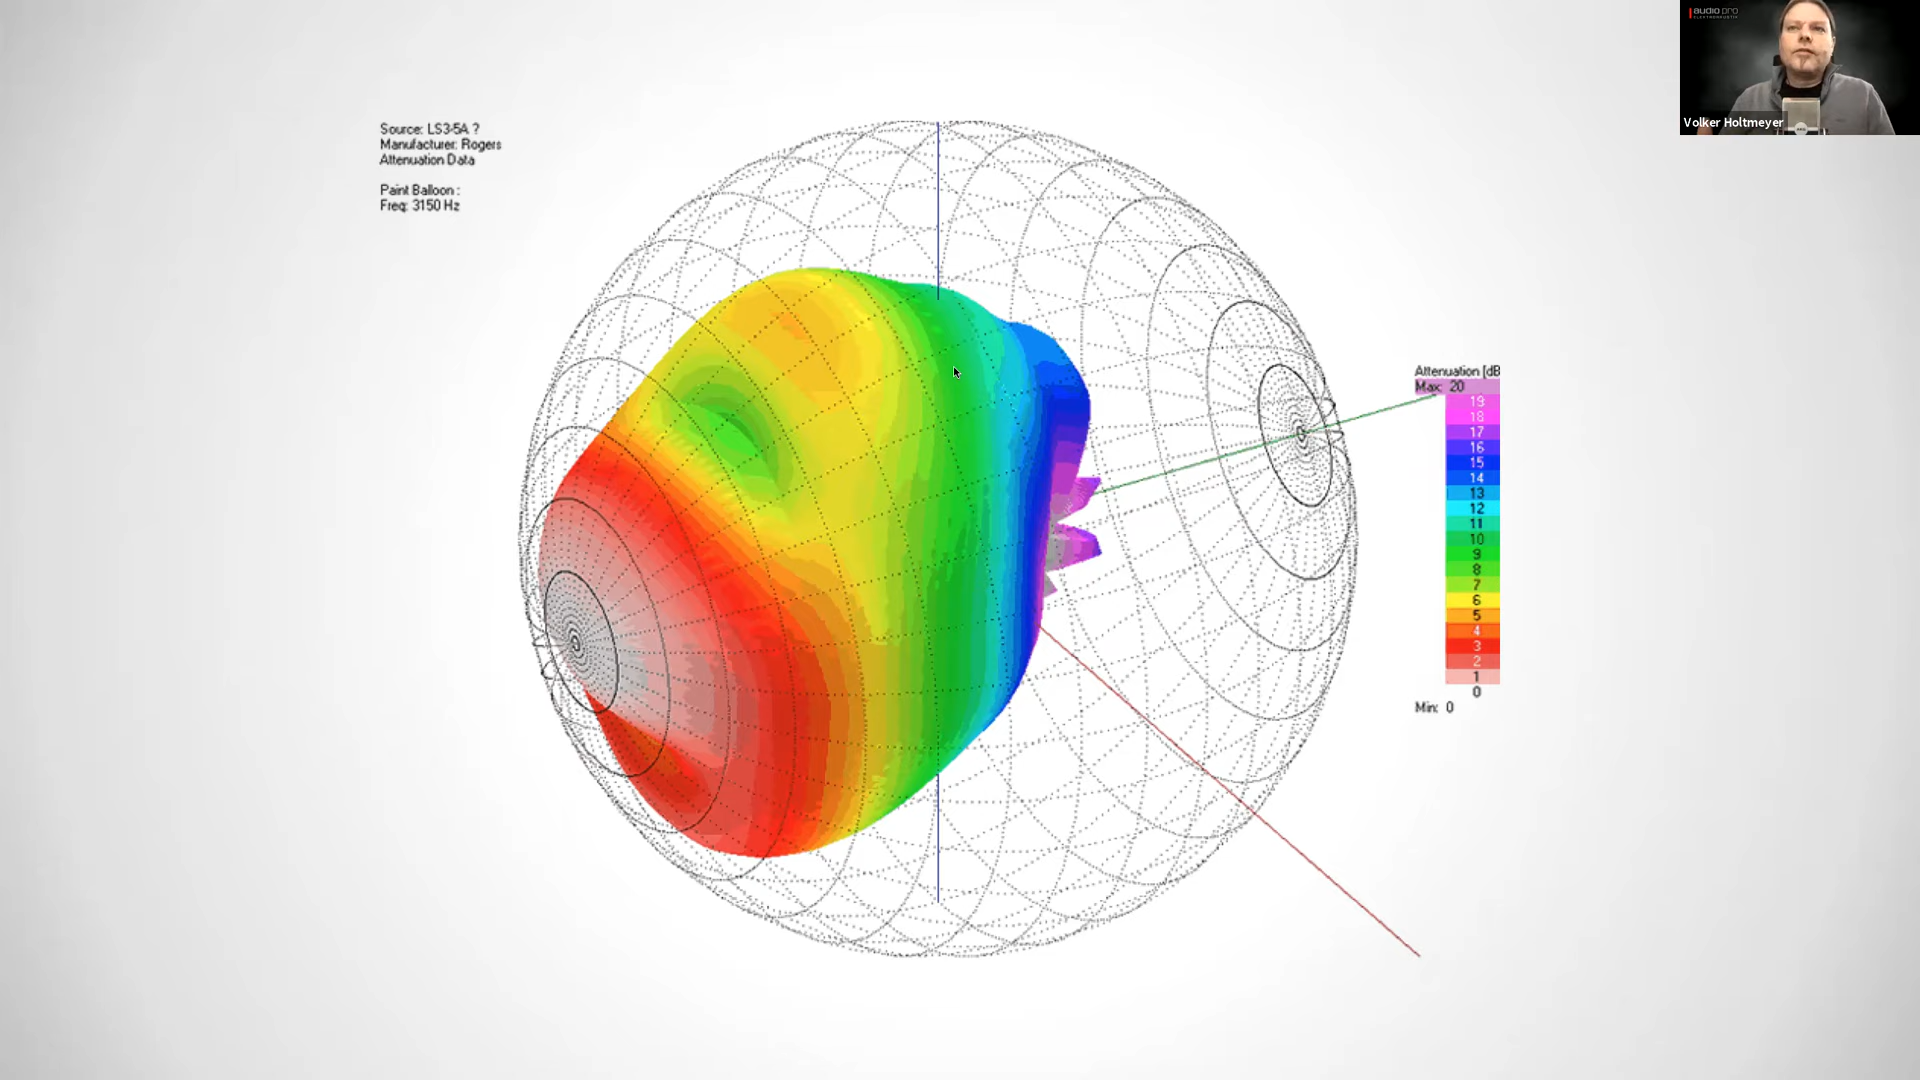 audio pro
Volker Holtmeyer
Source: LS3-5A ?
Manufacturer: Rogers
Attenuation Data
Paint Balloon :
Freq: 3150 Hz
Attenuation [dB
Max: 20
19
18
17
16
15
14
13
12
11
10
9
8
7
6
5
4
3
2
1
0
Min: 0